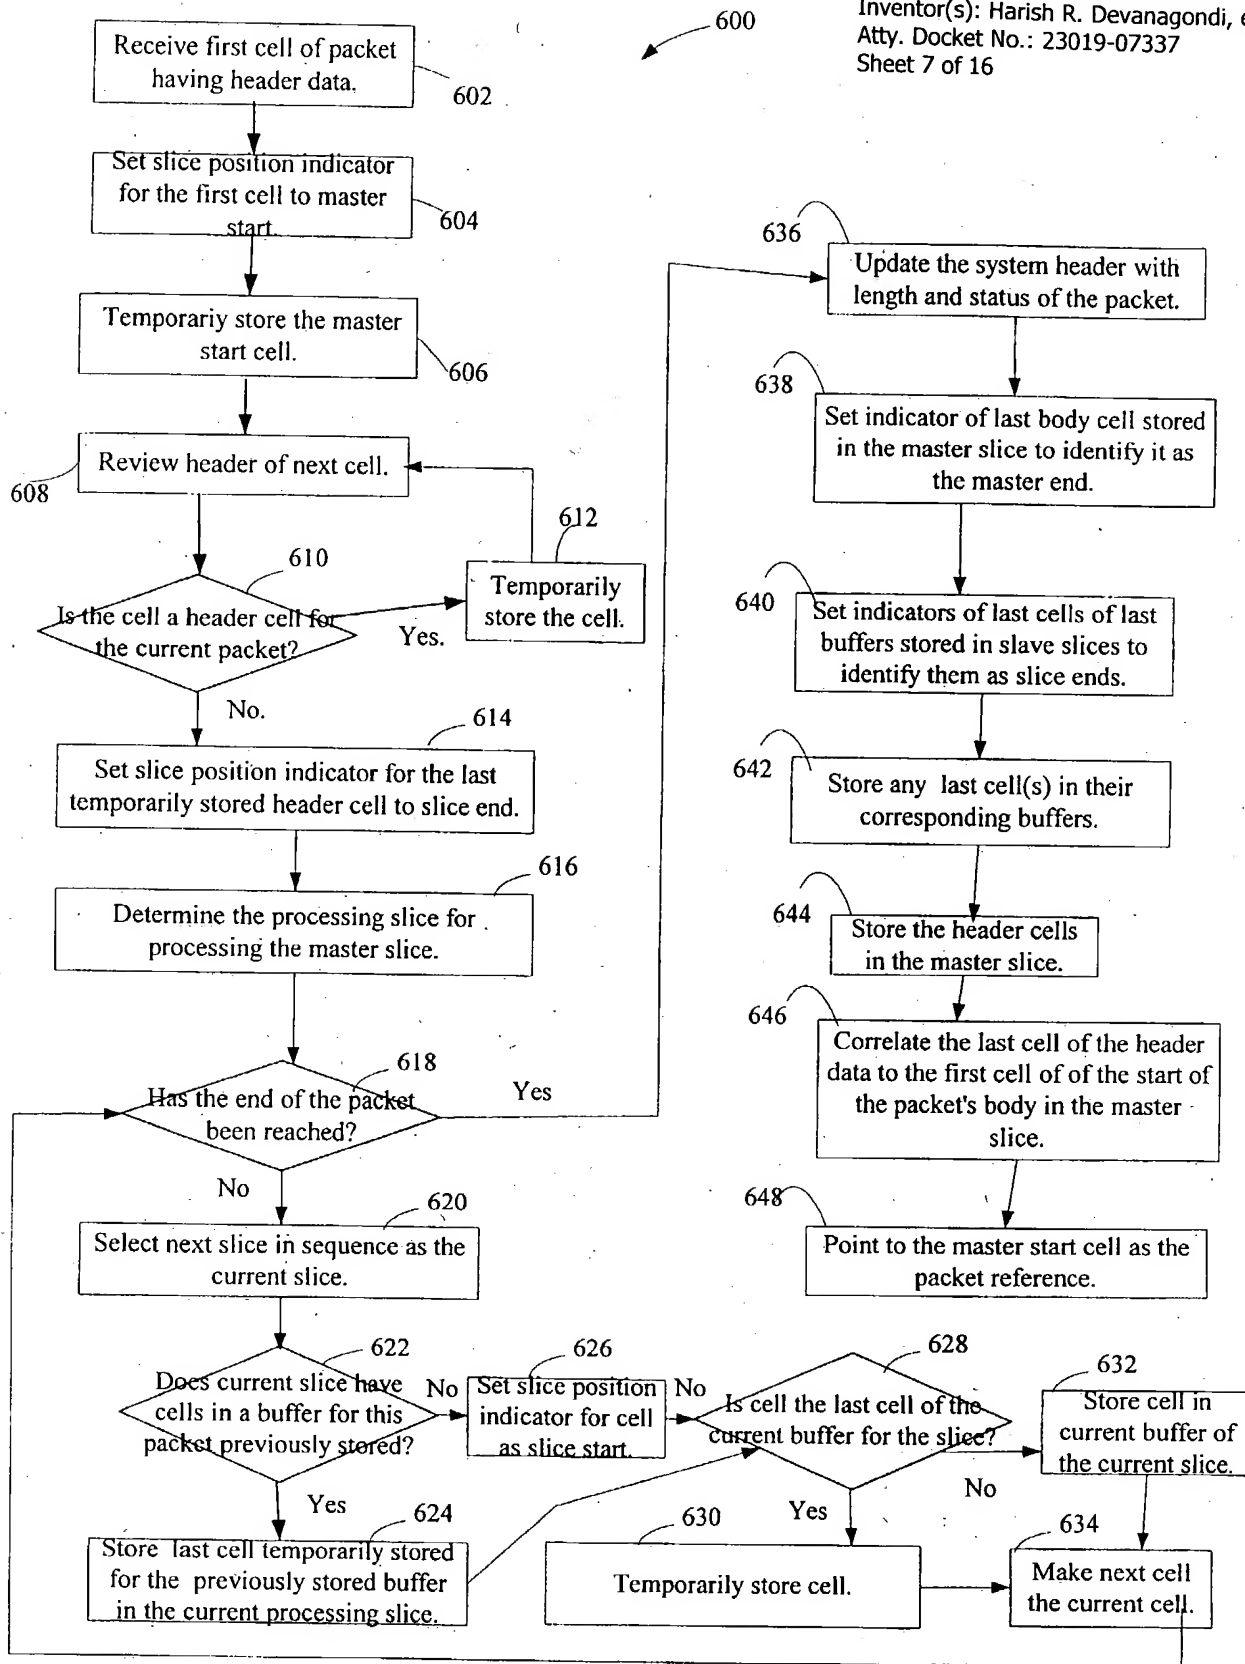 Inventor(s): Harish R. Devanagondi, e
Atty. Docket No.: 23019-07337
Sheet 7 of 16
600
Receive first cell of packet
having header data.
602
Set slice position indicator
for the first cell to master
start.
604
Temporariy store the master
start cell.
606
Review header of next cell.
608
610
Is the cell a header cell for
the current packet?
Yes.
612
Temporarily
store the cell.
No.
614
Set slice position indicator for the last
temporarily stored header cell to slice end.
616
Determine the processing slice for
processing the master slice.
618
Has the end of the packet
been reached?
Yes
No
620
Select next slice in sequence as the
current slice.
622
Does current slice have
cells in a buffer for this
packet previously stored?
No
Yes
624
Store last cell temporarily stored
for the previously stored buffer
in the current processing slice.
626
Set slice position
indicator for cell
as slice start.
No
628
Is cell the last cell of the
current buffer for the slice?
Yes
No
630
Temporarily store cell.
632
Store cell in
current buffer of
the current slice.
634
Make next cell
the current cell.
636
Update the system header with
length and status of the packet.
638
Set indicator of last body cell stored
in the master slice to identify it as
the master end.
640
Set indicators of last cells of last
buffers stored in slave slices to
identify them as slice ends.
642
Store any last cell(s) in their
corresponding buffers.
644
Store the header cells
in the master slice.
646
Correlate the last cell of the header
data to the first cell of of the start of
the packet's body in the master
slice.
648
Point to the master start cell as the
packet reference.